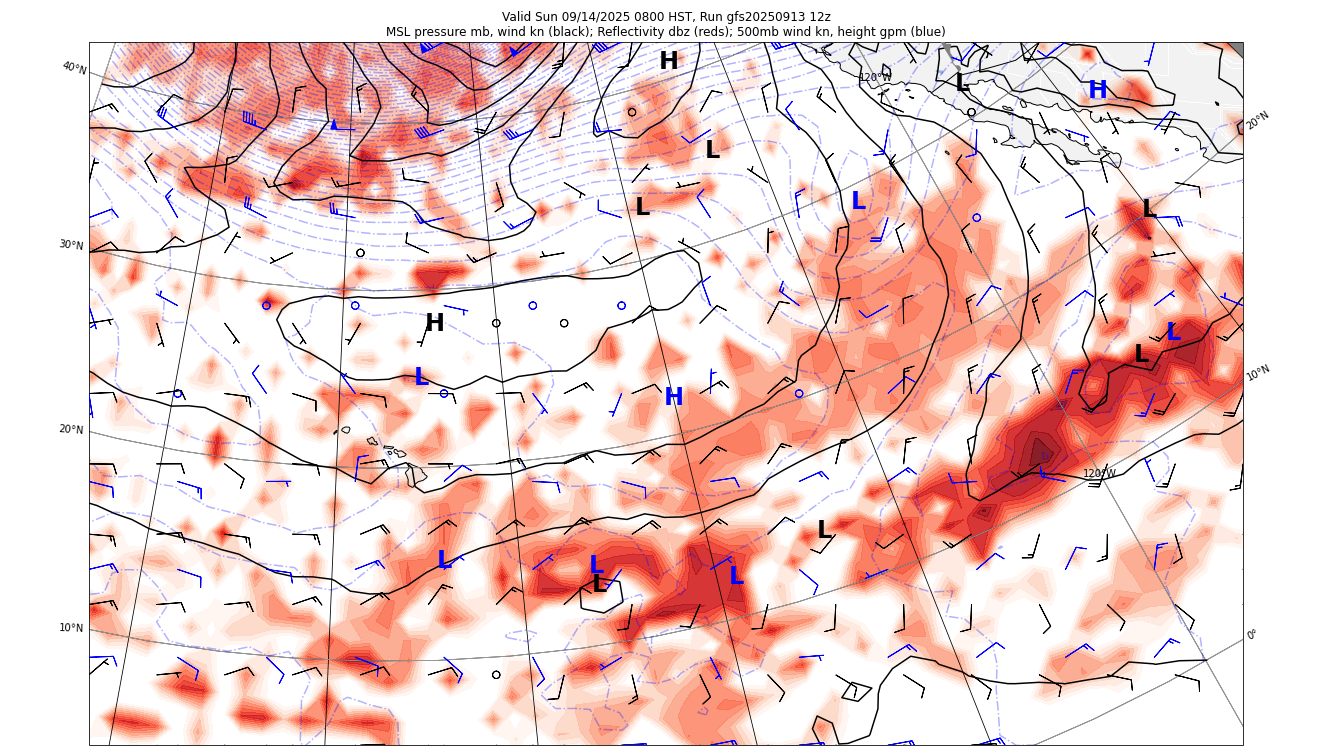 Valid Sun 09/14/2025 0800 HST, Run gfs20250913 12z
MSL pressure mb, wind kn (black); Reflectivity dbz (reds); 500mb wind kn, height gpm (blue)
H
40°N
120°W
L
H
20°N
L
L
L
L
30°N
H
L
L
L
10°N
H
20°N
120°W
L
L
L
L
L
10°N
0°